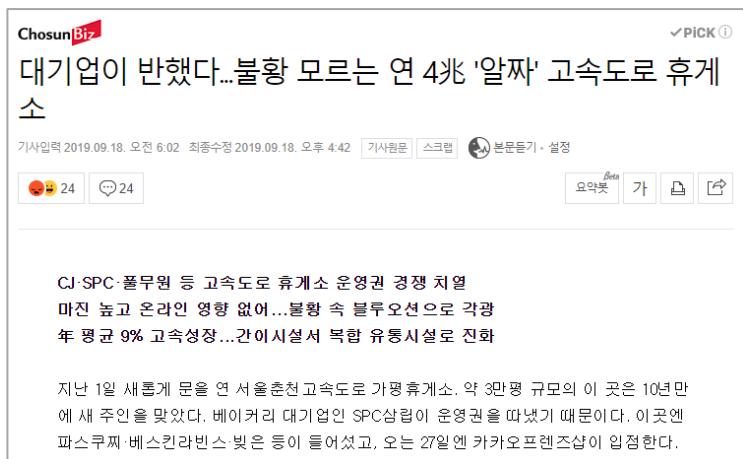 ChosunBiz
✓PiCK ⓘ
대기업이 반했다…불황 모르는 연 4兆 '알짜' 고속도로 휴게
소
기사입력 2019.09.18. 오전 6:02 최종수정 2019.09.18. 오후 4:42 기사원문 스크랩 본문듣기 · 설정
24 24 요약봇 Beta 가
CJ·SPC·풀무원 등 고속도로 휴게소 운영권 경쟁 치열
마진 높고 온라인 영향 없어…불황 속 블루오션으로 각광
年 평균 9% 고속성장…간이시설서 복합 유통시설로 진화
지난 1일 새롭게 문을 연 서울춘천고속도로 가평휴게소. 약 3만평 규모의 이 곳은 10년만
에 새 주인을 맞았다. 베이커리 대기업인 SPC삼립이 운영권을 따냈기 때문이다. 이곳엔
파스쿠찌·베스킨라빈스·빚은 등이 들어섰고, 오는 27일엔 카카오프렌즈샵이 입점한다.